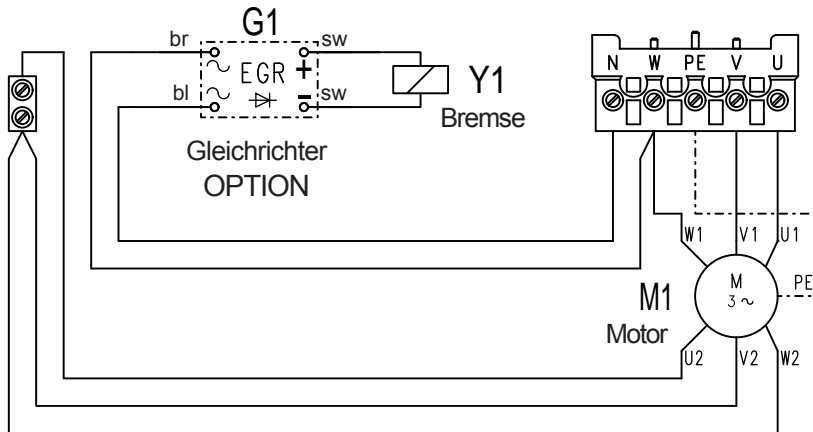 G1
br
sw
EGR
+
bl
-
sw
Y1
Bremse
Gleichrichter
OPTION
N W PE V U
W1 V1 U1
M
3 ~
PE
M1
Motor
U2 V2 W2